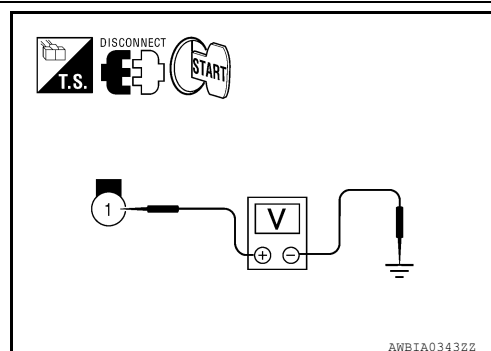 DISCONNECT
T.S.
START
1
V
+ −
AWBIA0343ZZ